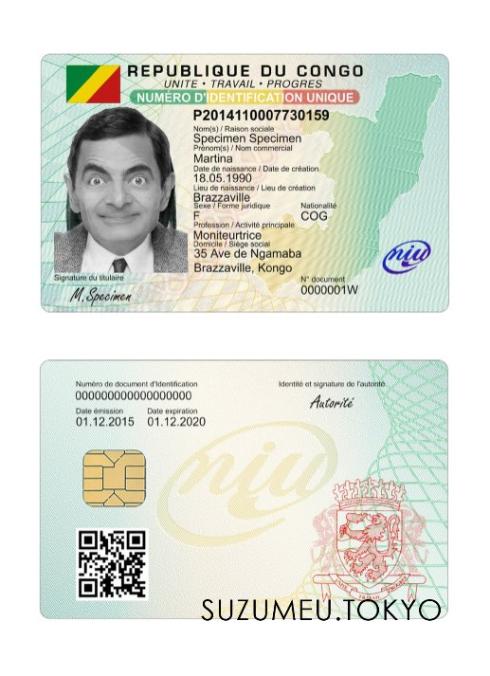 REPUBLIQUE DU CONGO
UNITE • TRAVAIL • PROGRES
NUMÉRO D'IDENTIFICATION UNIQUE
P2014110007730159
Nom(s) / Raison sociale
Specimen Specimen
Prénom(s) / Nom commercial
Martina
Date de naissance / Date de création
18.05.1990
Lieu de naissance / Lieu de création
Brazzaville
Sexe / Forme juridique Nationalité
F COG
Profession / Activité principale
Moniteurtrice
Domicile / Siège social
35 Ave de Ngamaba
Brazzaville, Kongo
niu
Signature du titulaire
M. Specimen
N° document
0000001W
Numéro de document d'Identification
000000000000000000
Identité et signature de l'autorité
Autorité
Date émission Date expiration
01.12.2015 01.12.2020
niu
SUZUMEU.TOKYO